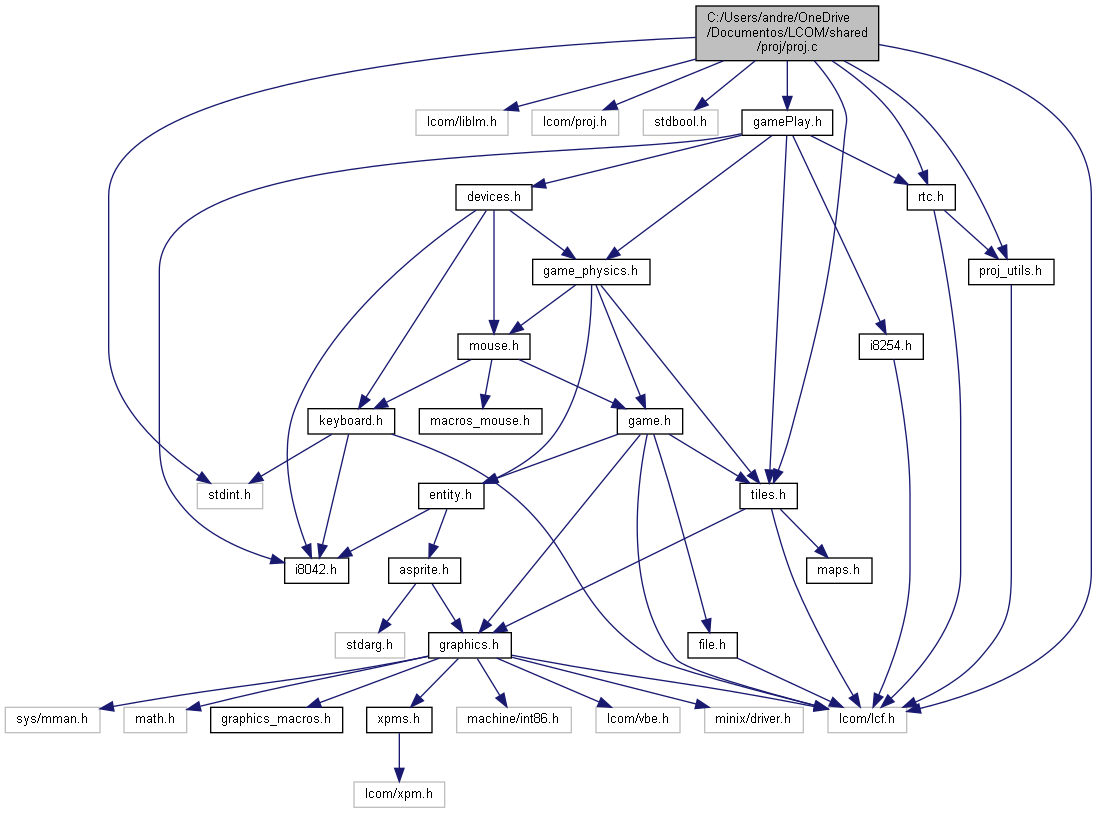 C:/Users/andre/OneDrive
/Documentos/LCOM/shared
/proj/proj.c
lcom/liblm.h
lcom/proj.h
stdbool.h
gamePlay.h
devices.h
rtc.h
game_physics.h
proj_utils.h
mouse.h
i8254.h
keyboard.h
macros_mouse.h
game.h
stdint.h
entity.h
tiles.h
i8042.h
asprite.h
maps.h
stdarg.h
graphics.h
file.h
sys/mman.h
math.h
graphics_macros.h
xpms.h
machine/int86.h
lcom/vbe.h
minix/driver.h
lcom/lcf.h
lcom/xpm.h